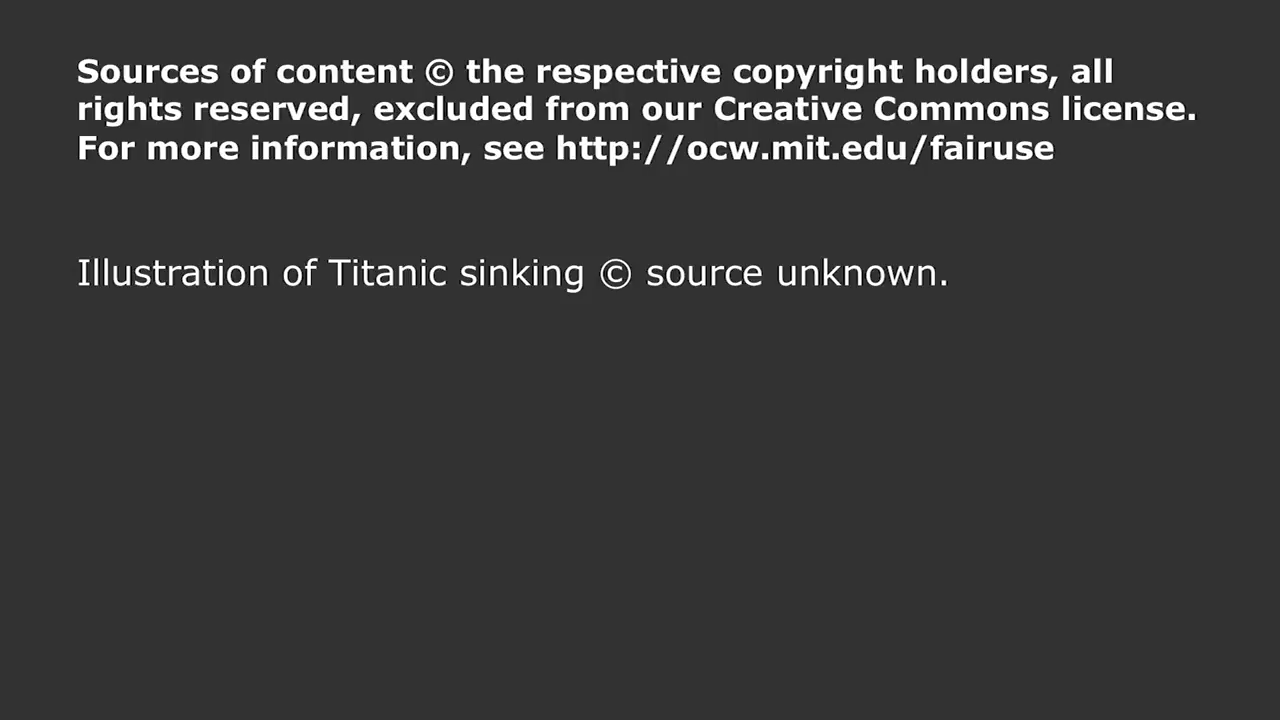 Sources of content © the respective copyright holders, all
rights reserved, excluded from our Creative Commons license.
For more information, see http://ocw.mit.edu/fairuse
Illustration of Titanic sinking © source unknown.